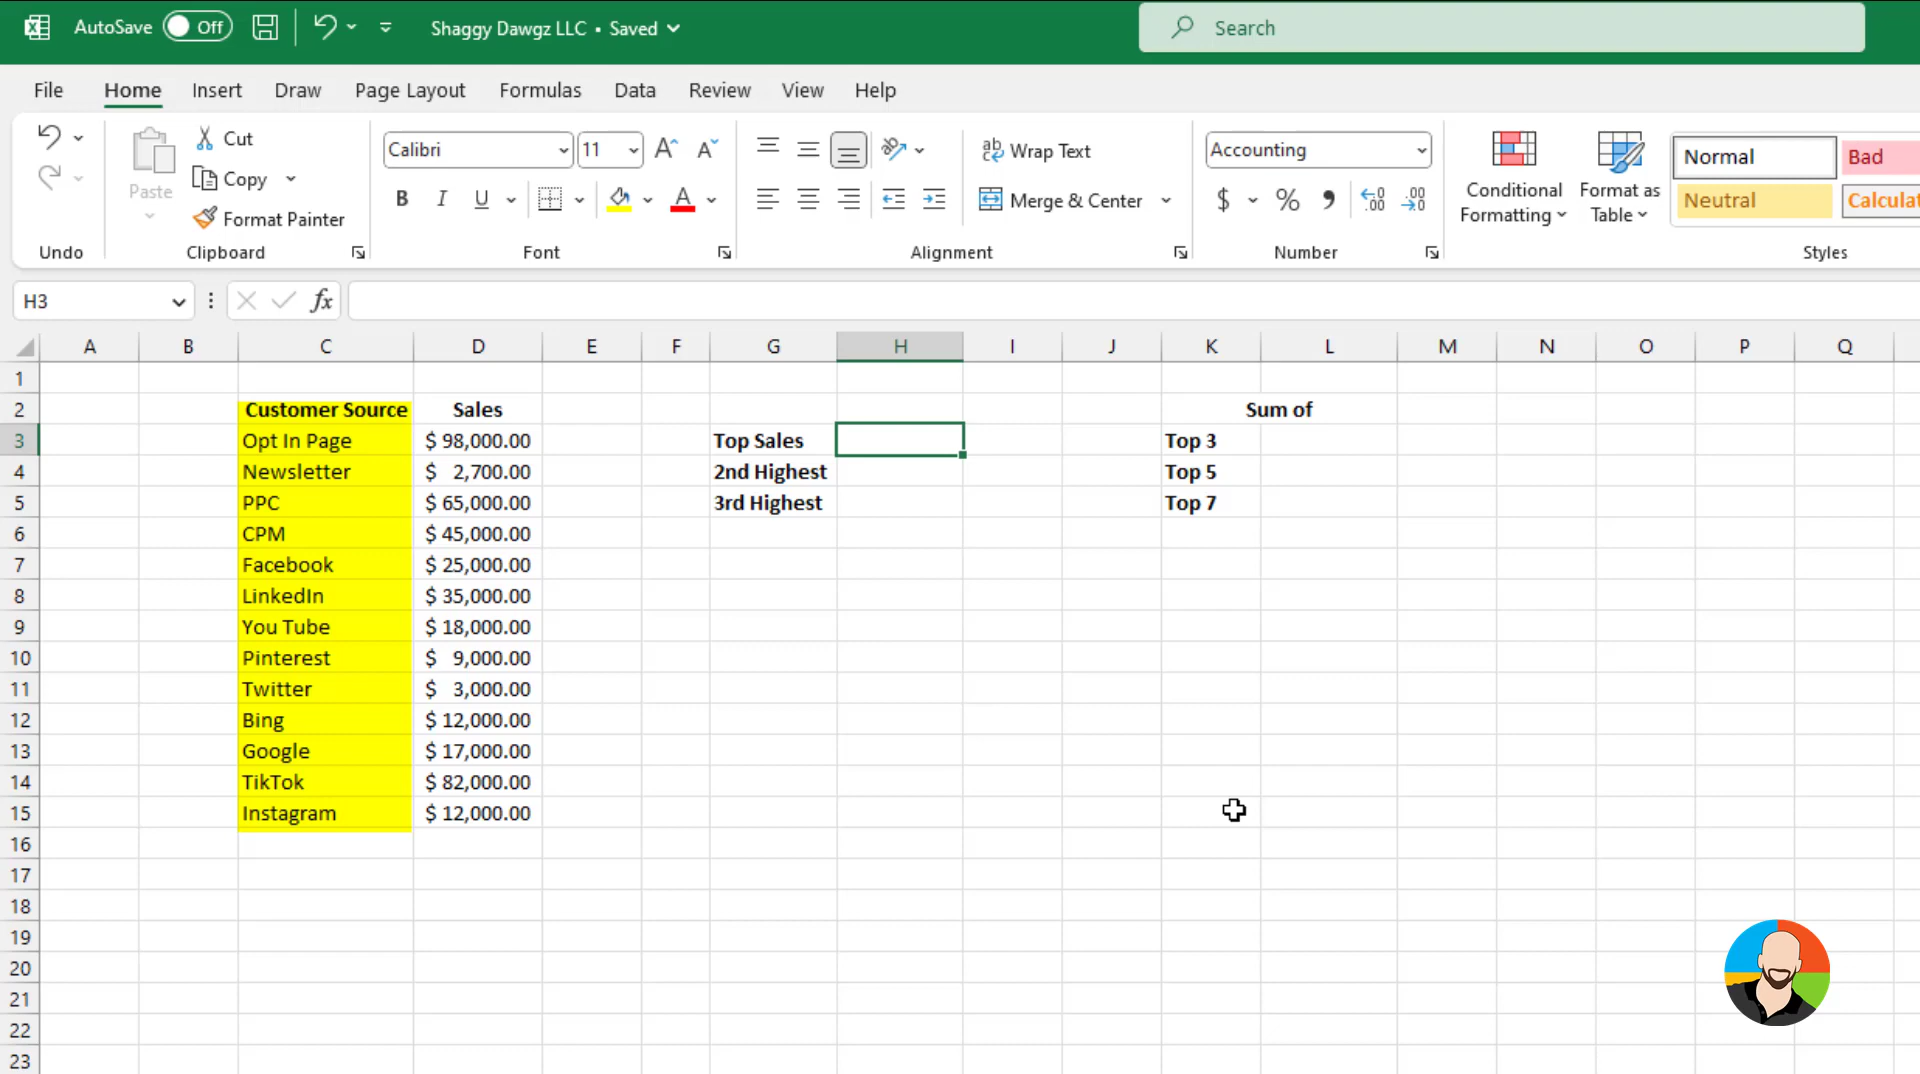 AutoSave Off Shaggy Dawgz LLC • Saved Search
File Home Insert Draw Page Layout Formulas Data Review View Help
Cut
Copy
Format Painter
Paste
Undo Clipboard
Calibri 11
B I U A
Font
Wrap Text
Merge & Center
Alignment
Accounting
$ % , .00
Number
Conditional Formatting
Format as Table
Normal Bad
Neutral Calculat
Styles
H3 fx
A B C D E F G H I J K L M N O P Q
1
2 Customer Source Sales Sum of
3 Opt In Page $ 98,000.00 Top Sales Top 3
4 Newsletter $ 2,700.00 2nd Highest Top 5
5 PPC $ 65,000.00 3rd Highest Top 7
6 CPM $ 45,000.00
7 Facebook $ 25,000.00
8 LinkedIn $ 35,000.00
9 You Tube $ 18,000.00
10 Pinterest $ 9,000.00
11 Twitter $ 3,000.00
12 Bing $ 12,000.00
13 Google $ 17,000.00
14 TikTok $ 82,000.00
15 Instagram $ 12,000.00
16
17
18
19
20
21
22
23